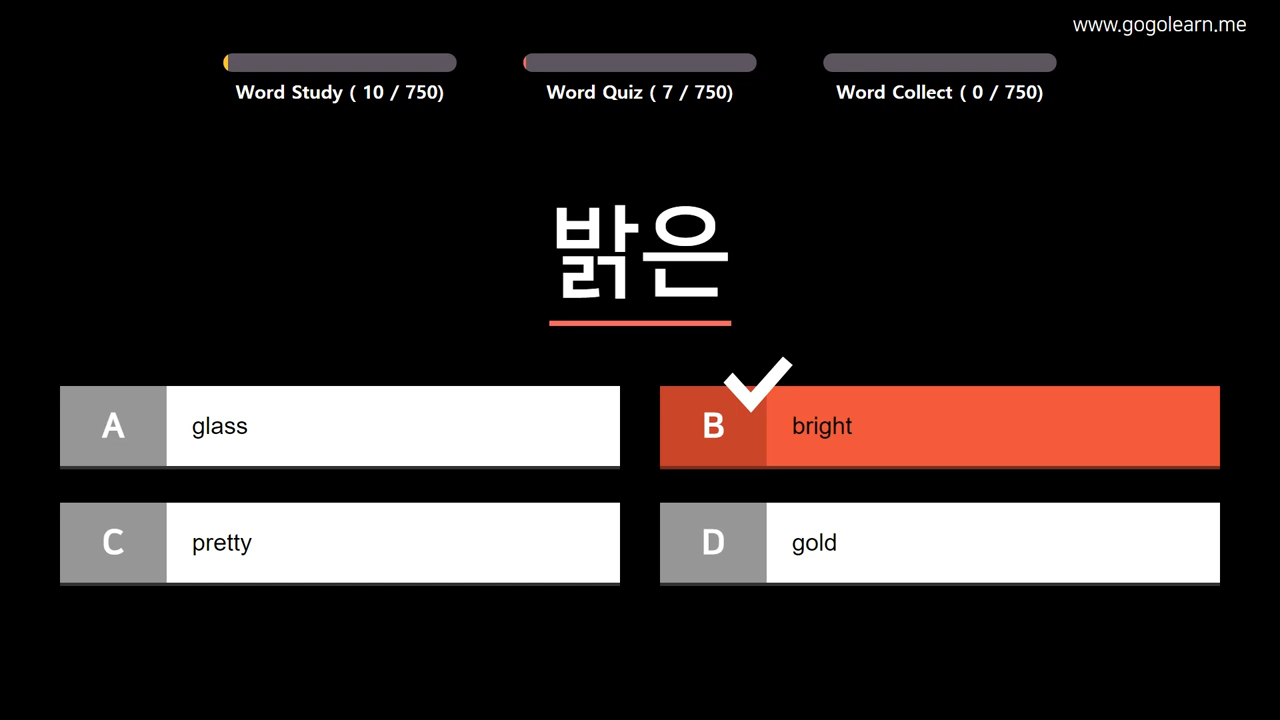 www.gogolearn.me
Word Study ( 10 / 750)
Word Quiz ( 7 / 750)
Word Collect ( 0 / 750)
밝은
A glass
B bright
C pretty
D gold